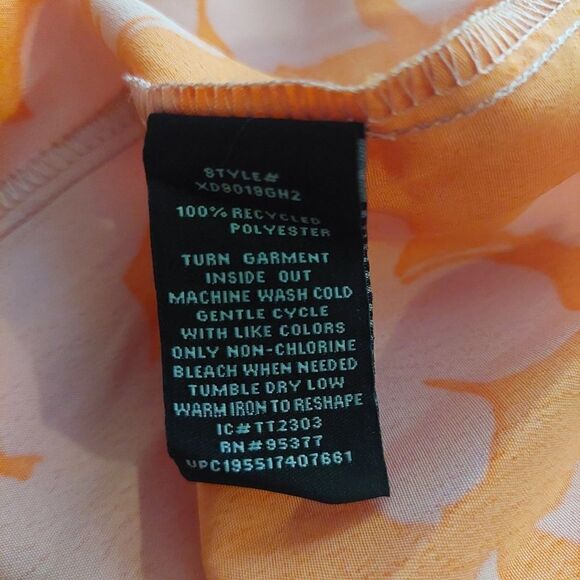 STYLE#
XD9019GH2
100% RECYCLED
POLYESTER
TURN GARMENT
INSIDE OUT
MACHINE WASH COLD
GENTLE CYCLE
WITH LIKE COLORS
ONLY NON-CHLORINE
BLEACH WHEN NEEDED
TUMBLE DRY LOW
WARM IRON TO RESHAPE
IC#TT2303
RN#95377
UPC195517407661